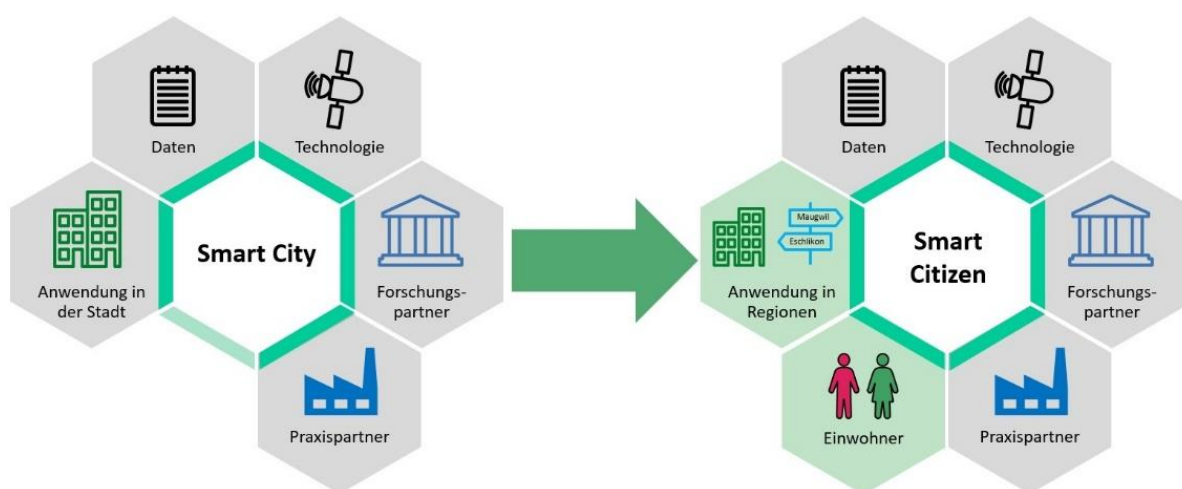 Daten
Technologie
Smart City
Anwendung in
der Stadt
Forschungs-
partner
Praxispartner
Daten
Technologie
Maugwil
Eschlikon
Smart
Citizen
Anwendung in
Regionen
Forschungs-
partner
Einwohner
Praxispartner